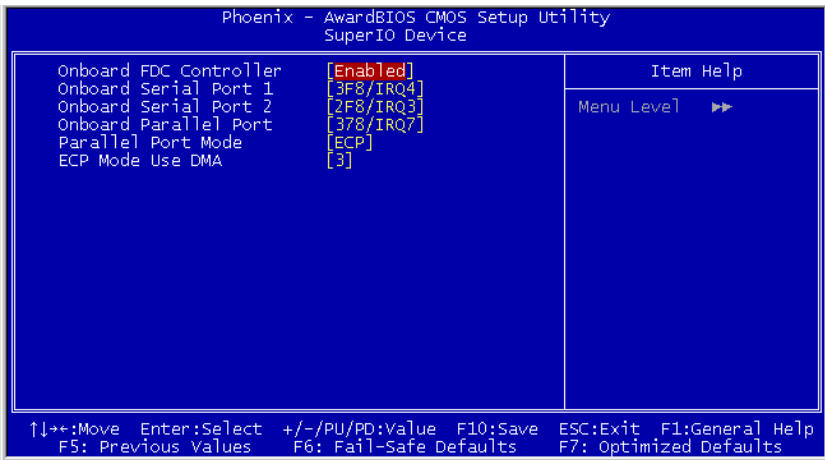 Phoenix - AwardBIOS CMOS Setup Utility
SuperIO Device
Onboard FDC Controller [Enabled]
Onboard Serial Port 1 [3F8/IRQ4]
Onboard Serial Port 2 [2F8/IRQ3]
Onboard Parallel Port [378/IRQ7]
Parallel Port Mode [ECP]
ECP Mode Use DMA [3]
Item Help
Menu Level ▶▶
↑↓→←:Move Enter:Select +/-/PU/PD:Value F10:Save ESC:Exit F1:General Help
F5: Previous Values F6: Fail-Safe Defaults F7: Optimized Defaults